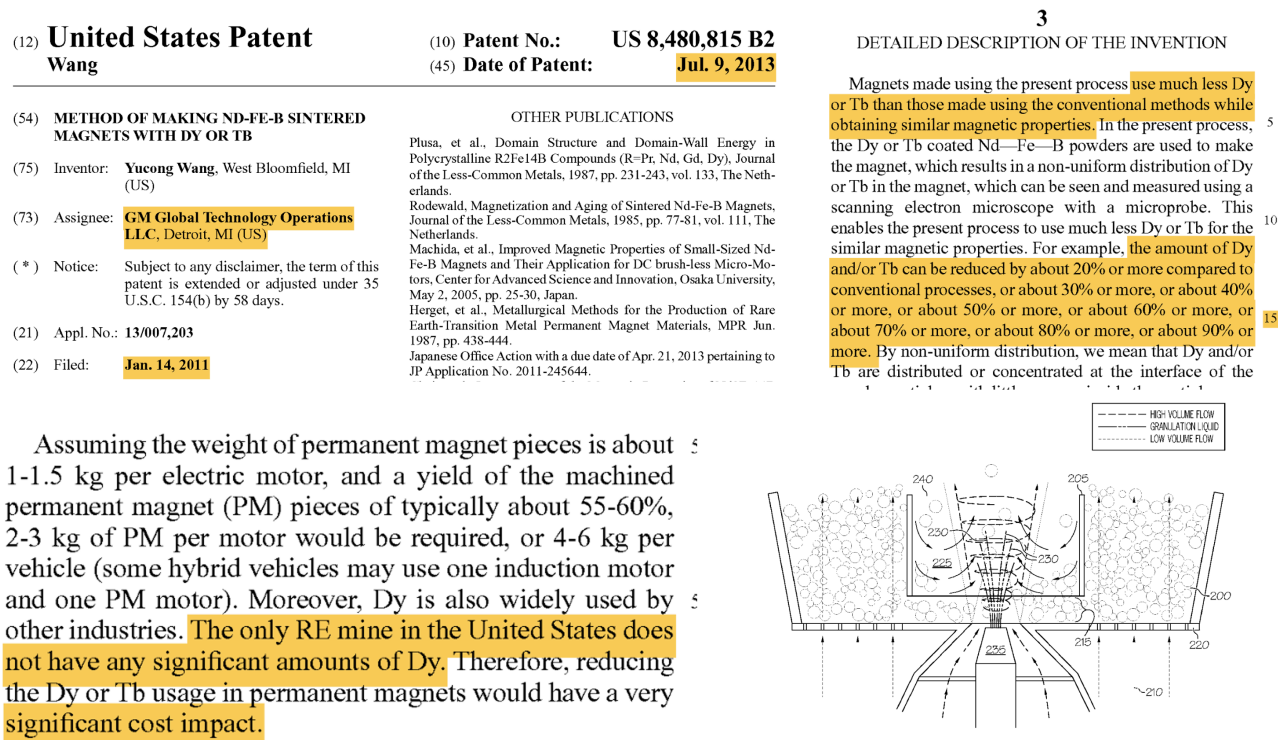 (12) United States Patent
Wang
(10) Patent No.: US 8,480,815 B2
(45) Date of Patent: Jul. 9, 2013
(54) METHOD OF MAKING ND-FE-B SINTERED
MAGNETS WITH DY OR TB
(75) Inventor: Yucong Wang, West Bloomfield, MI
(US)
(73) Assignee: GM Global Technology Operations
LLC, Detroit, MI (US)
( * ) Notice: Subject to any disclaimer, the term of this
patent is extended or adjusted under 35
U.S.C. 154(b) by 58 days.
(21) Appl. No.: 13/007,203
(22) Filed: Jan. 14, 2011
OTHER PUBLICATIONS
Plusa, et al., Domain Structure and Domain-Wall Energy in
Polycrystalline R2Fe14B Compounds (R=Pr, Nd, Gd, Dy), Journal
of the Less-Common Metals, 1987, pp. 231-243, vol. 133, The Neth-
erlands.
Rodewald, Magnetization and Aging of Sintered Nd-Fe-B Magnets,
Journal of the Less-Common Metals, 1985, pp. 77-81, vol. 111, The
Netherlands.
Machida, et al., Improved Magnetic Properties of Small-Sized Nd-
Fe-B Magnets and Their Application for DC brush-less Micro-Mo-
tors, Center for Advanced Science and Innovation, Osaka University,
May 2, 2005, pp. 25-30, Japan.
Herget, et al., Metallurgical Methods for the Production of Rare
Earth-Transition Metal Permanent Magnet Materials, MPR Jun.
1987, pp. 438-444.
Japanese Office Action with a due date of Apr. 21, 2013 pertaining to
JP Application No. 2011-245644.
3
DETAILED DESCRIPTION OF THE INVENTION
Magnets made using the present process use much less Dy
or Tb than those made using the conventional methods while
obtaining similar magnetic properties. In the present process, 5
the Dy or Tb coated Nd—Fe—B powders are used to make
the magnet, which results in a non-uniform distribution of Dy
or Tb in the magnet, which can be seen and measured using a
scanning electron microscope with a microprobe. This
enables the present process to use much less Dy or Tb for the 10
similar magnetic properties. For example, the amount of Dy
and/or Tb can be reduced by about 20% or more compared to
conventional processes, or about 30% or more, or about 40%
or more, or about 50% or more, or about 60% or more, or
about 70% or more, or about 80% or more, or about 90% or 15
more. By non-uniform distribution, we mean that Dy and/or
Tb are distributed or concentrated at the interface of the
Assuming the weight of permanent magnet pieces is about 5
1-1.5 kg per electric motor, and a yield of the machined
permanent magnet (PM) pieces of typically about 55-60%,
2-3 kg of PM per motor would be required, or 4-6 kg per
vehicle (some hybrid vehicles may use one induction motor
and one PM motor). Moreover, Dy is also widely used by 5
other industries. The only RE mine in the United States does
not have any significant amounts of Dy. Therefore, reducing
the Dy or Tb usage in permanent magnets would have a very
significant cost impact.
HIGH VOLUME FLOW
GRANULATION LIQUID
LOW VOLUME FLOW
240
205
230
230
225
200
215
220
235
210